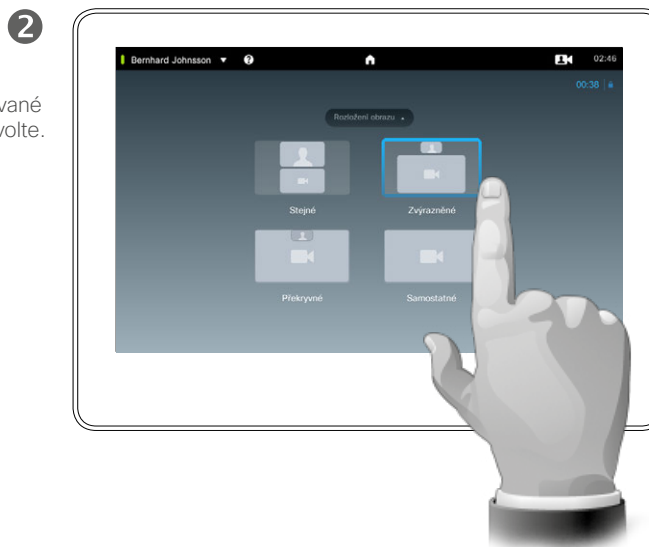 2
vané
volte.
Bernhard Johnsson ▼ ? 02:46
00:38
Rozložení obrazu
Stejné Zvýrazněné
Překryvné Samostatné